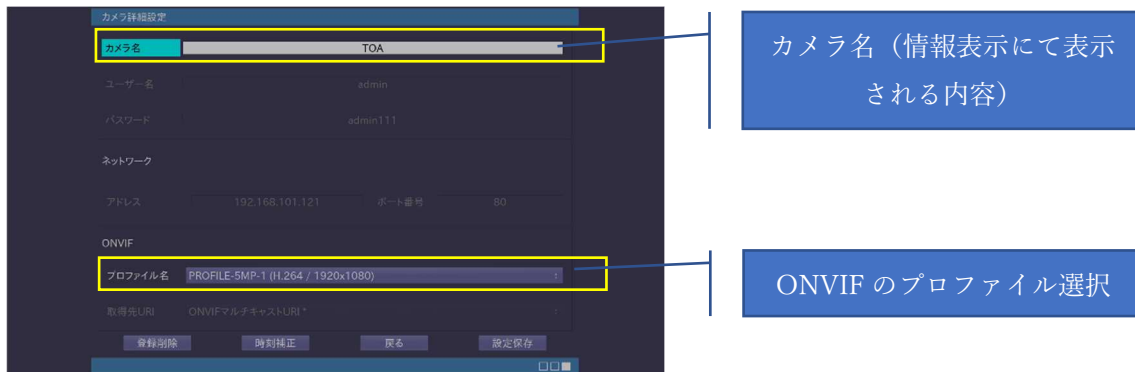 カメラ詳細設定
カメラ名 TOA
ユーザー名 admin
パスワード admin111
ネットワーク
アドレス 192.168.101.121 ポート番号 80
ONVIF
プロファイル名 PROFILE-5MP-1 (H.264 / 1920x1080)
取得先URI ONVIFマルチキャストURI *
登録削除 時刻補正 戻る 設定保存
カメラ名（情報表示にて表示
される内容）
ONVIF のプロファイル選択